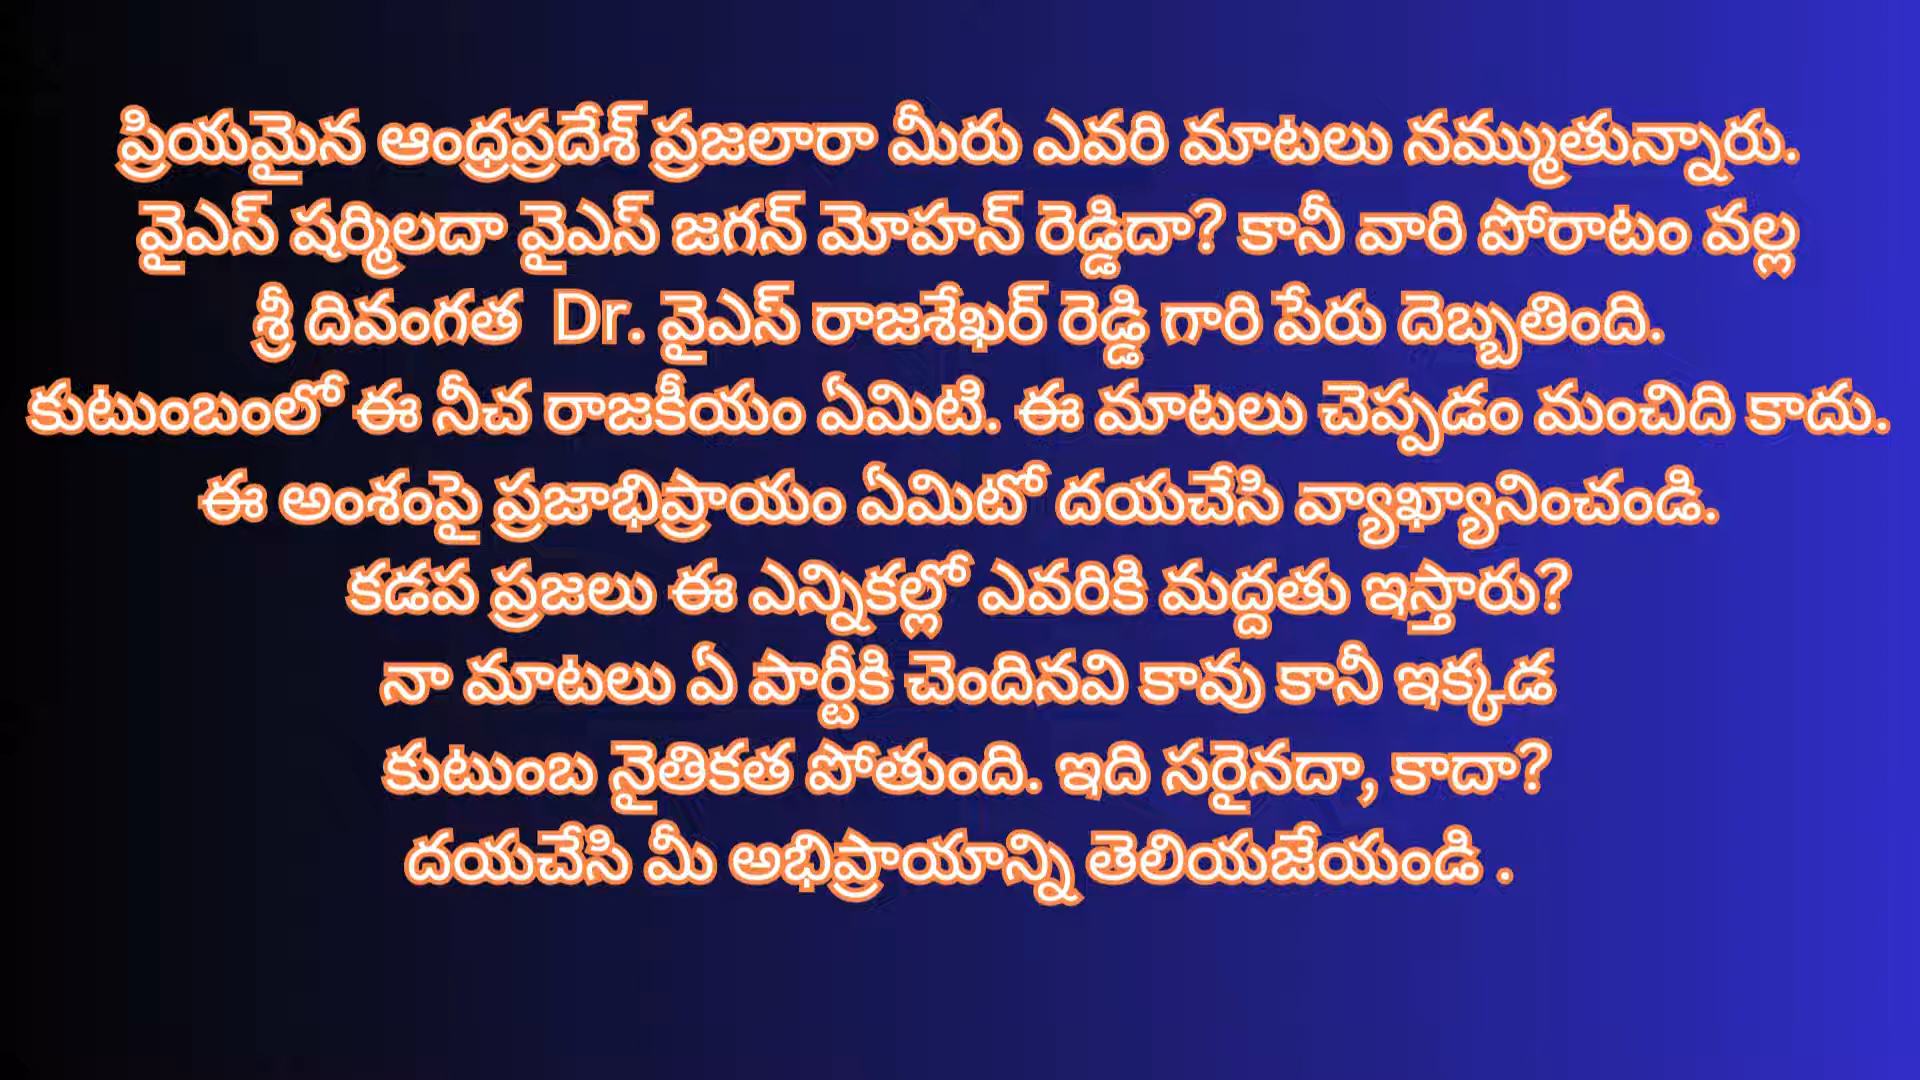 ప్రియమైన ఆంధ్రప్రదేశ్ ప్రజలారా మీరు ఎవరి మాటలు నమ్ముతున్నారు.
వైఎస్ షర్మిలదా వైఎస్ జగన్ మోహన్ రెడ్డిదా? కానీ వారి పోరాటం వల్ల
శ్రీ దివంగత Dr. వైఎస్ రాజశేఖర్ రెడ్డి గారి పేరు దెబ్బతింది.
కుటుంబంలో ఈ నీచ రాజకీయం ఏమిటి. ఈ మాటలు చెప్పడం మంచిది కాదు.
ఈ అంశంపై ప్రజాభిప్రాయం ఏమిటో దయచేసి వ్యాఖ్యానించండి.
కడప ప్రజలు ఈ ఎన్నికల్లో ఎవరికి మద్దతు ఇస్తారు?
నా మాటలు ఏ పార్టీకి చెందినవి కావు కానీ ఇక్కడ
కుటుంబ నైతికత పోతుంది. ఇది సరైనదా, కాదా?
దయచేసి మీ అభిప్రాయాన్ని తెలియజేయండి .